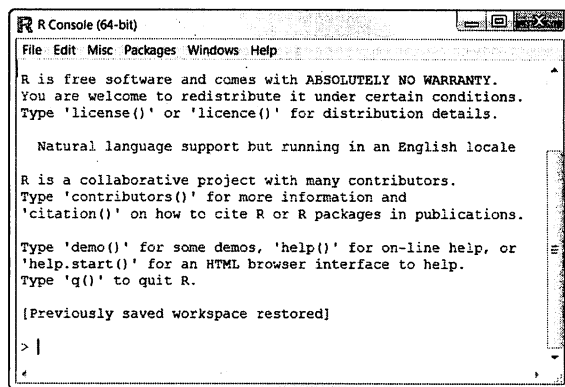 R R Console (64-bit)
File Edit Misc Packages Windows Help
R is free software and comes with ABSOLUTELY NO WARRANTY.
You are welcome to redistribute it under certain conditions.
Type 'license()' or 'licence()' for distribution details.
Natural language support but running in an English locale
R is a collaborative project with many contributors.
Type 'contributors()' for more information and
'citation()' on how to cite R or R packages in publications.
Type 'demo()' for some demos, 'help()' for on-line help, or
'help.start()' for an HTML browser interface to help.
Type 'q()' to quit R.
[Previously saved workspace restored]
>